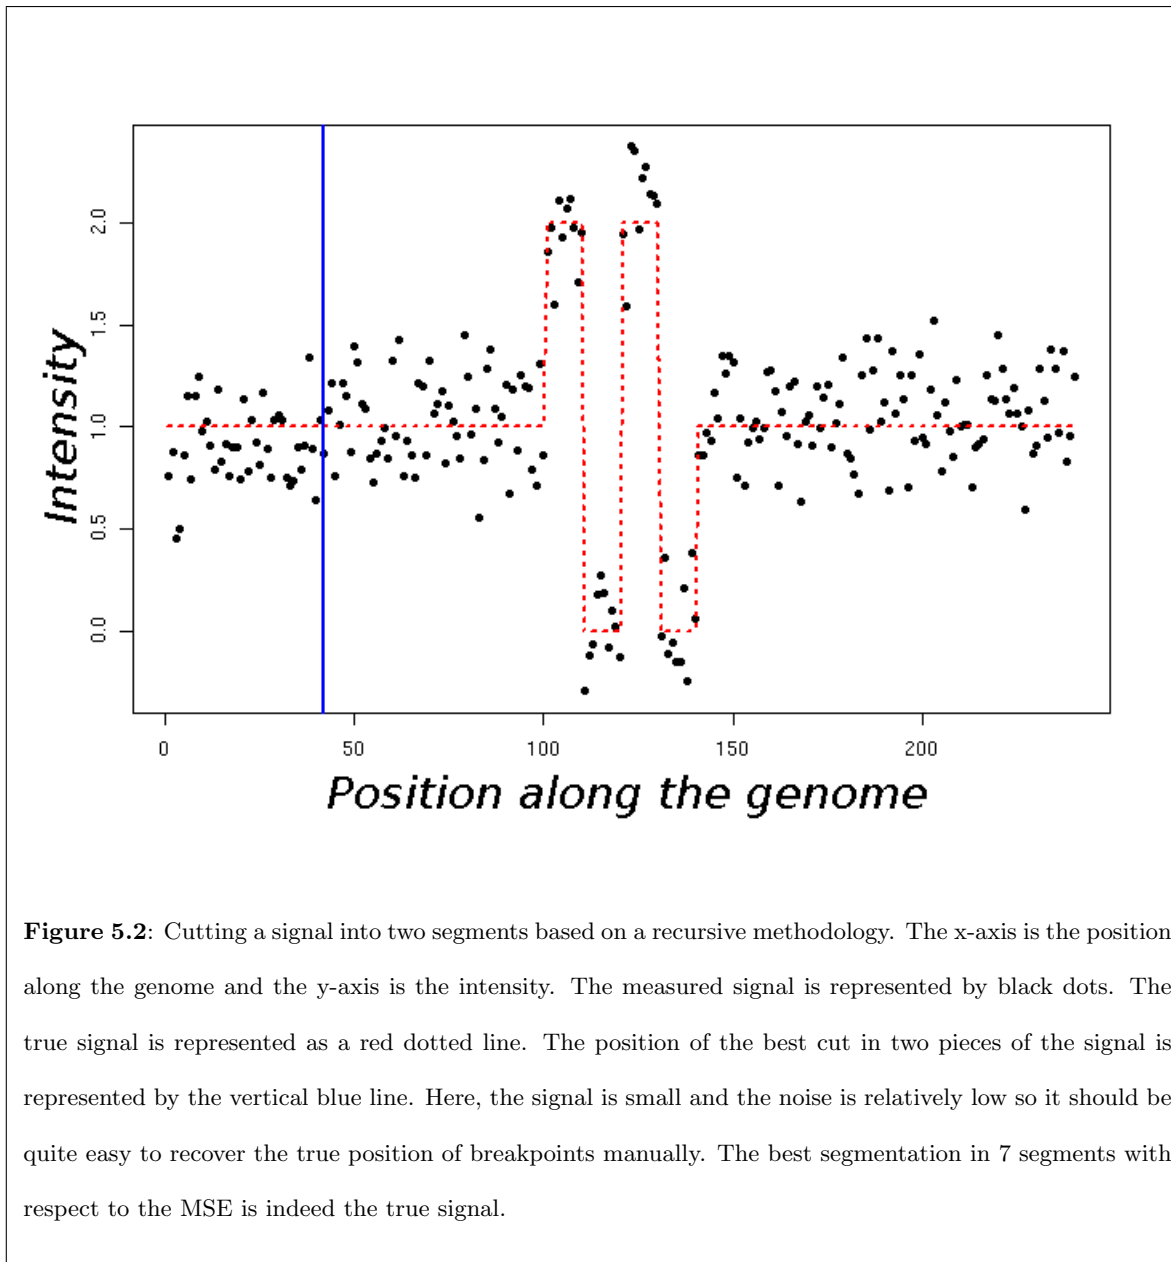 Intensity
2.0
1.5
1.0
0.5
0.0
0 50 100 150 200
Position along the genome
Figure 5.2: Cutting a signal into two segments based on a recursive methodology. The x-axis is the position
along the genome and the y-axis is the intensity. The measured signal is represented by black dots. The
true signal is represented as a red dotted line. The position of the best cut in two pieces of the signal is
represented by the vertical blue line. Here, the signal is small and the noise is relatively low so it should be
quite easy to recover the true position of breakpoints manually. The best segmentation in 7 segments with
respect to the MSE is indeed the true signal.